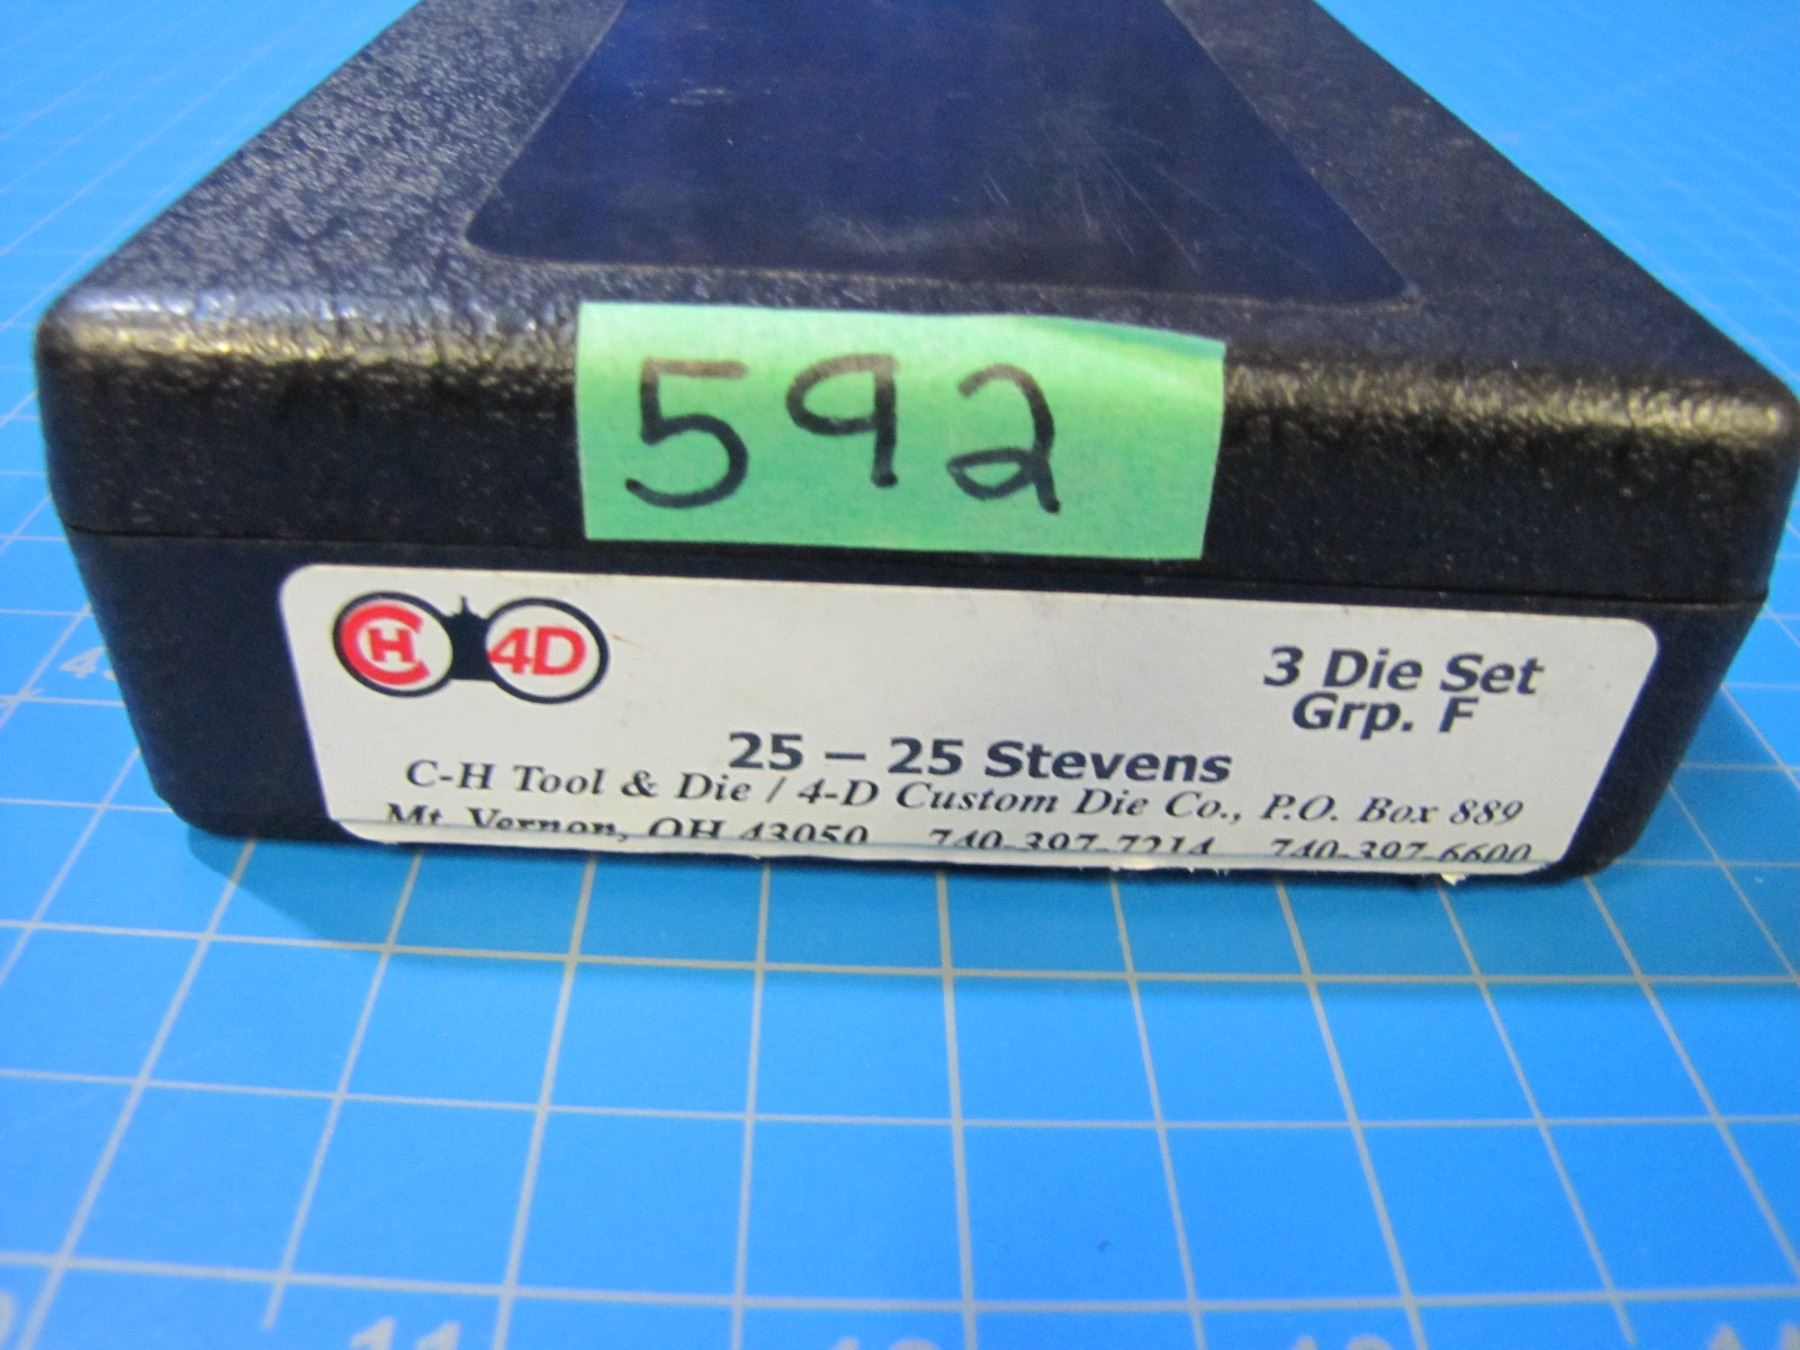 592
CH 4D
3 Die Set
Grp. F
25 – 25 Stevens
C-H Tool & Die / 4-D Custom Die Co., P.O. Box 889
Mt. Vernon, OH 43050 740-397-7214 740-397-6600
11